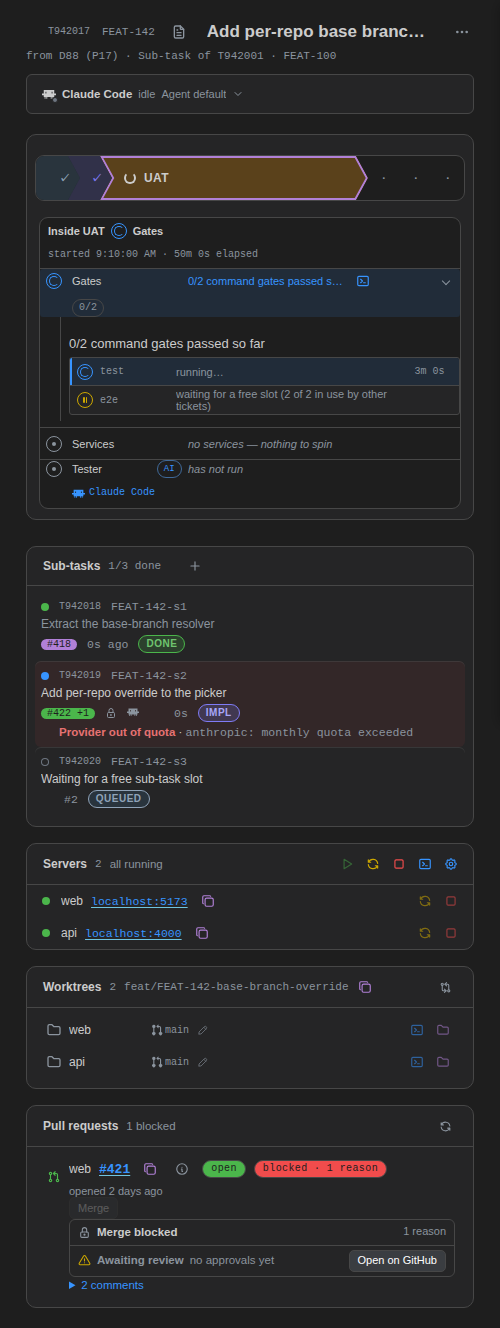 T942017 FEAT-142 Add per-repo base branc…
from D88 (P17) · Sub-task of T942001 · FEAT-100
Claude Code idle Agent default
UAT
Inside UAT Gates
started 9:10:00 AM · 50m 0s elapsed
Gates 0/2 command gates passed s…
0/2
0/2 command gates passed so far
test running… 3m 0s
e2e waiting for a free slot (2 of 2 in use by other
tickets)
Services no services — nothing to spin
Tester AI has not run
Claude Code
Sub-tasks 1/3 done
T942018 FEAT-142-s1
Extract the base-branch resolver
#418 0s ago DONE
T942019 FEAT-142-s2
Add per-repo override to the picker
#422 +1 0s IMPL
Provider out of quota · anthropic: monthly quota exceeded
T942020 FEAT-142-s3
Waiting for a free sub-task slot
#2 QUEUED
Servers 2 all running
web localhost:5173
api localhost:4000
Worktrees 2 feat/FEAT-142-base-branch-override
web main
api main
Pull requests 1 blocked
web #421 open blocked · 1 reason
opened 2 days ago
Merge
Merge blocked 1 reason
Awaiting review no approvals yet Open on GitHub
2 comments